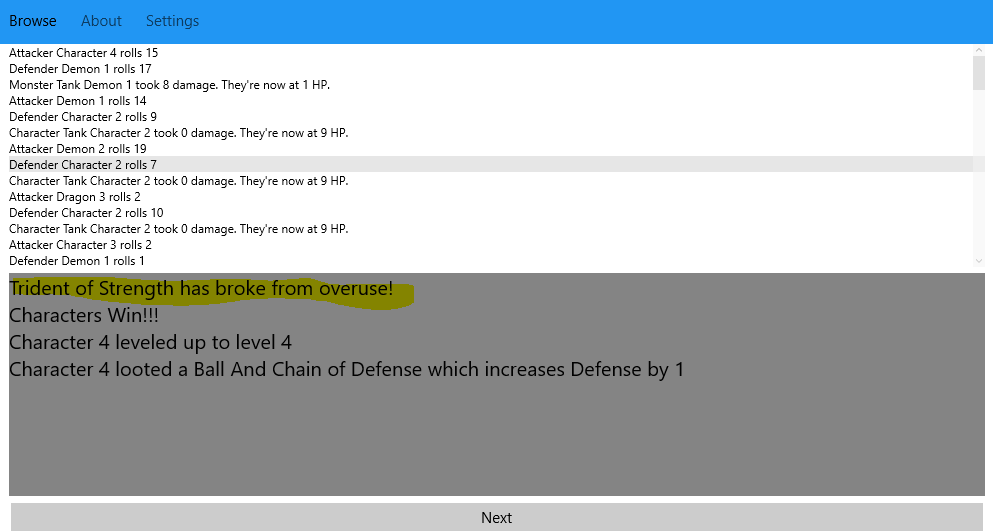 Browse About Settings
Attacker Character 4 rolls 15
Defender Demon 1 rolls 17
Monster Tank Demon 1 took 8 damage. They're now at 1 HP.
Attacker Demon 1 rolls 14
Defender Character 2 rolls 9
Character Tank Character 2 took 0 damage. They're now at 9 HP.
Attacker Demon 2 rolls 19
Defender Character 2 rolls 7
Character Tank Character 2 took 0 damage. They're now at 9 HP.
Attacker Dragon 3 rolls 2
Defender Character 2 rolls 10
Character Tank Character 2 took 0 damage. They're now at 9 HP.
Attacker Character 3 rolls 2
Defender Demon 1 rolls 1
Trident of Strength has broke from overuse!
Characters Win!!!
Character 4 leveled up to level 4
Character 4 looted a Ball And Chain of Defense which increases Defense by 1
Next